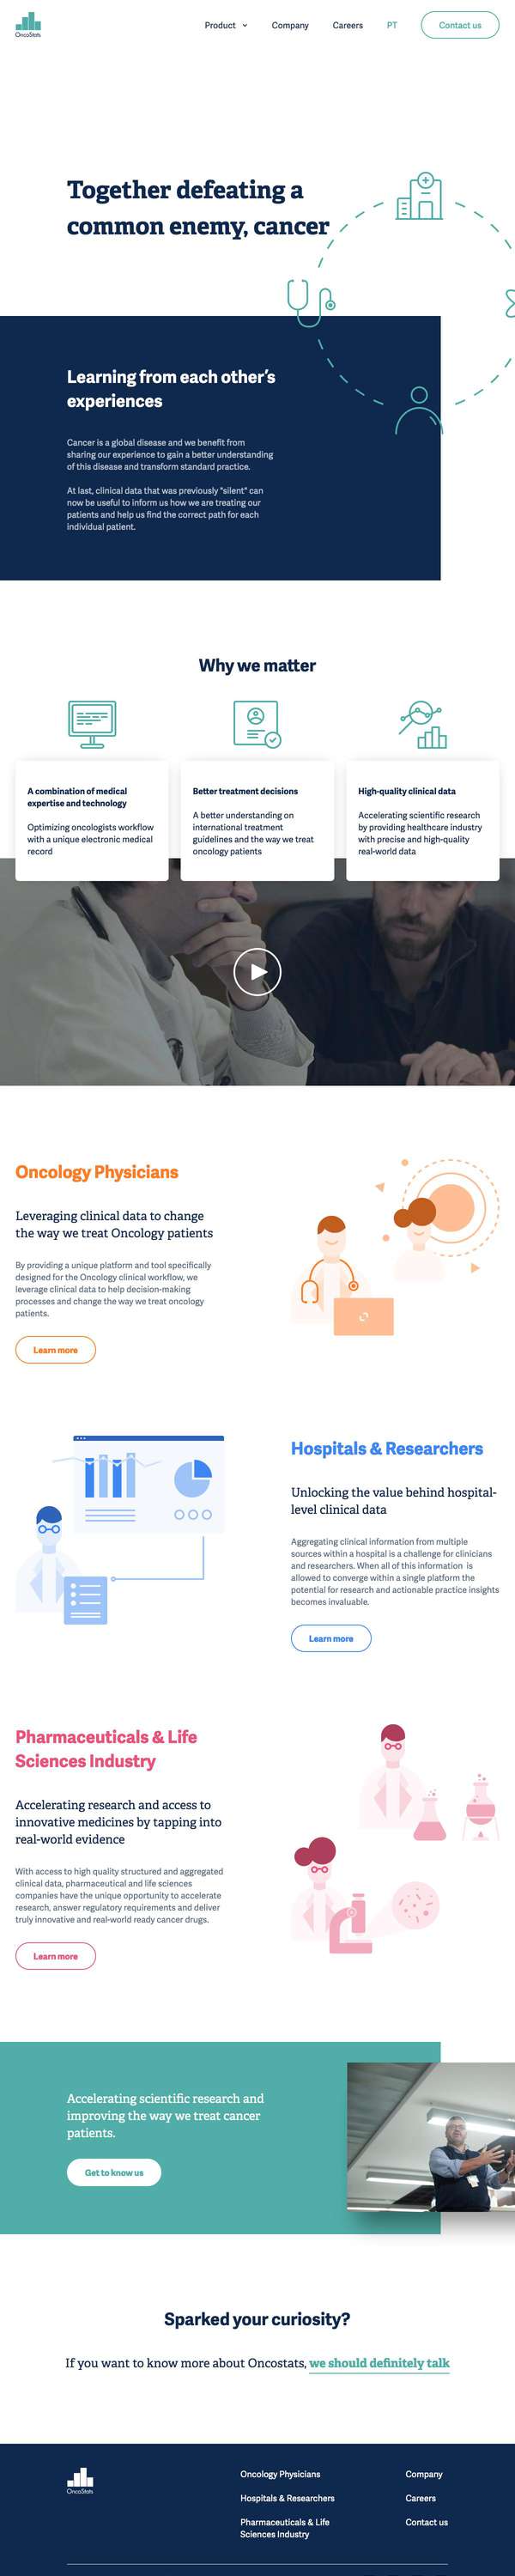 OncoStats
Product
Company
Careers
PT
Contact us
Together defeating a
common enemy, cancer
Learning from each other's
experiences
Cancer is a global disease and we benefit from
sharing our experience to gain a better understanding
of this disease and transform standard practice.
At last, clinical data that was previously "silent" can
now be useful to inform us how we are treating our
patients and help us find the correct path for each
individual patient.
Why we matter
A combination of medical
expertise and technology
Optimizing oncologists workflow
with a unique electronic medical
record
Better treatment decisions
A better understanding on
international treatment
guidelines and the way we treat
oncology patients
High-quality clinical data
Accelerating scientific research
by providing healthcare industry
with precise and high-quality
real-world data
Oncology Physicians
Leveraging clinical data to change
the way we treat Oncology patients
By providing a unique platform and tool specifically
designed for the Oncology clinical workflow, we
leverage clinical data to help decision-making
processes and change the way we treat oncology
patients.
Learn more
Hospitals & Researchers
Unlocking the value behind hospital-
level clinical data
Aggregating clinical information from multiple
sources within a hospital is a challenge for clinicians
and researchers. When all of this information is
allowed to converge within a single platform the
potential for research and actionable practice insights
becomes invaluable.
Learn more
Pharmaceuticals & Life
Sciences Industry
Accelerating research and access to
innovative medicines by tapping into
real-world evidence
With access to high quality structured and aggregated
clinical data, pharmaceutical and life sciences
companies have the unique opportunity to accelerate
research, answer regulatory requirements and deliver
truly innovative and real-world ready cancer drugs.
Learn more
Accelerating scientific research and
improving the way we treat cancer
patients.
Get to know us
Sparked your curiosity?
If you want to know more about Oncostats, we should definitely talk
OncoStats
Oncology Physicians
Hospitals & Researchers
Pharmaceuticals & Life
Sciences Industry
Company
Careers
Contact us